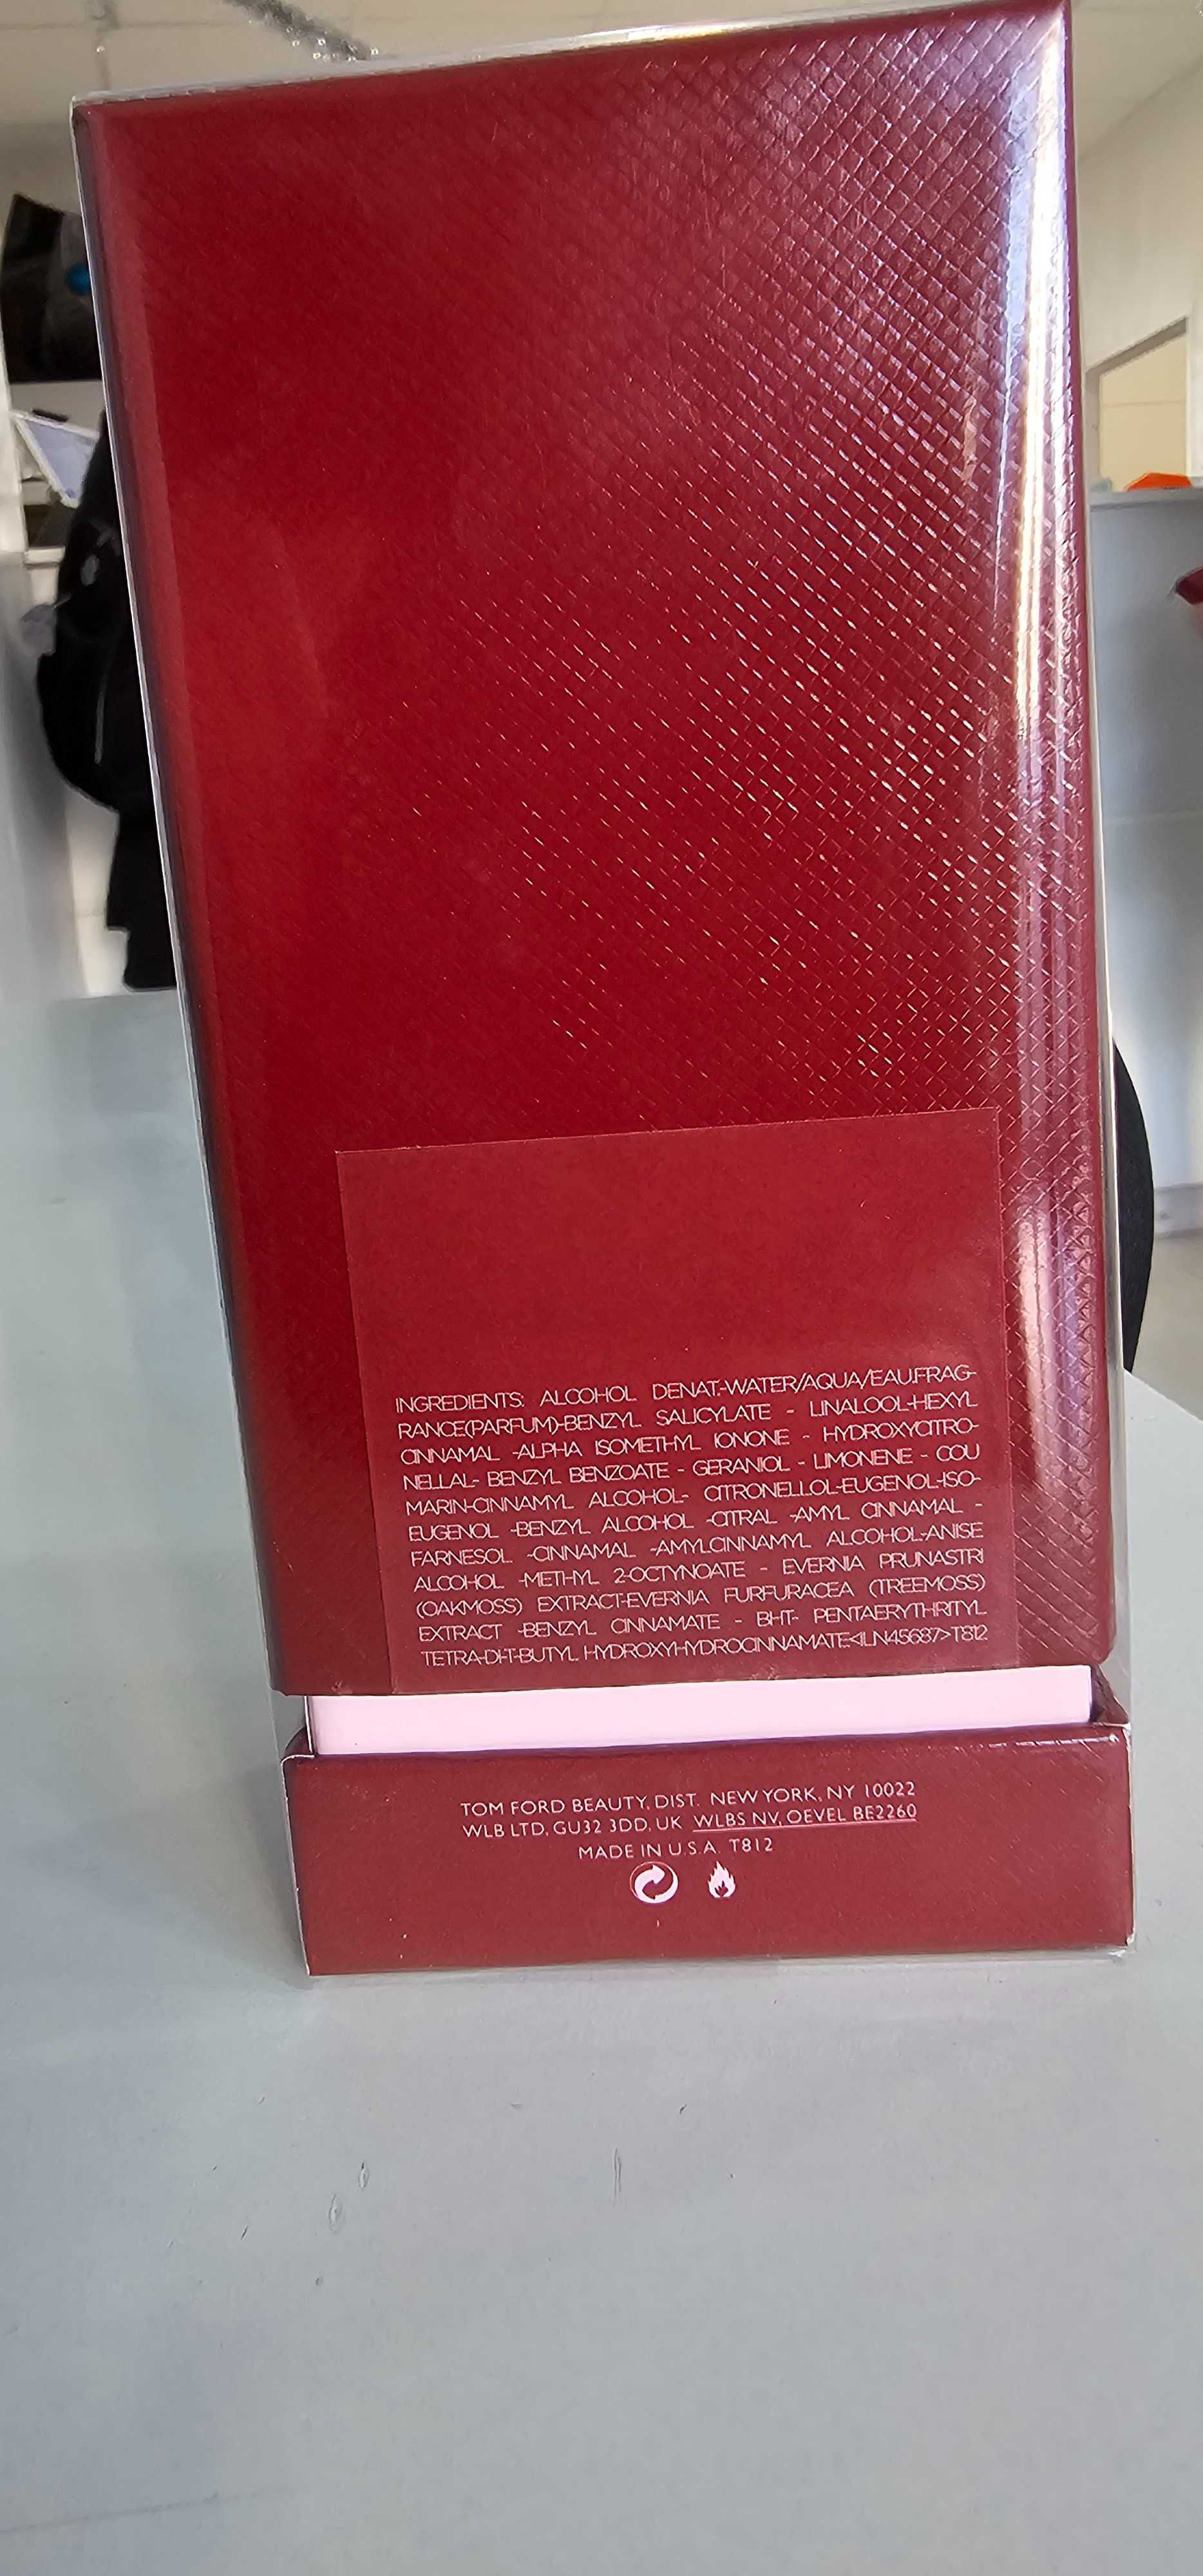 INGREDIENTS: ALCOHOL DENAT.-WATER/AQUA/EAU.FRAG-
RANCE(PARFUM)-BENZYL SALICYLATE - LINALOOL-HEXYL
CINNAMAL -ALPHA ISOMETHYL IONONE - HYDROXYCITRO-
NELLAL- BENZYL BENZOATE - GERANIOL - LIMONENE - COU
MARIN-CINNAMYL ALCOHOL- CITRONELLOL-EUGENOL-ISO-
EUGENOL -BENZYL ALCOHOL -CITRAL -AMYL CINNAMAL -
FARNESOL -CINNAMAL -AMYLCINNAMYL ALCOHOL-ANISE
ALCOHOL -METHYL 2-OCTYNOATE - EVERNIA PRUNASTRI
(OAKMOSS) EXTRACT-EVERNIA FURFURACEA (TREEMOSS)
EXTRACT -BENZYL CINNAMATE - BHT- PENTAERYTHRITYL
TETRA-DI-T-BUTYL HYDROXYHYDROCINNAMATE<ILN45687>T812
TOM FORD BEAUTY, DIST. NEW YORK, NY 10022
WLB LTD, GU32 3DD, UK WLBS NV, OEVEL BE2260
MADE IN U.S.A. T812